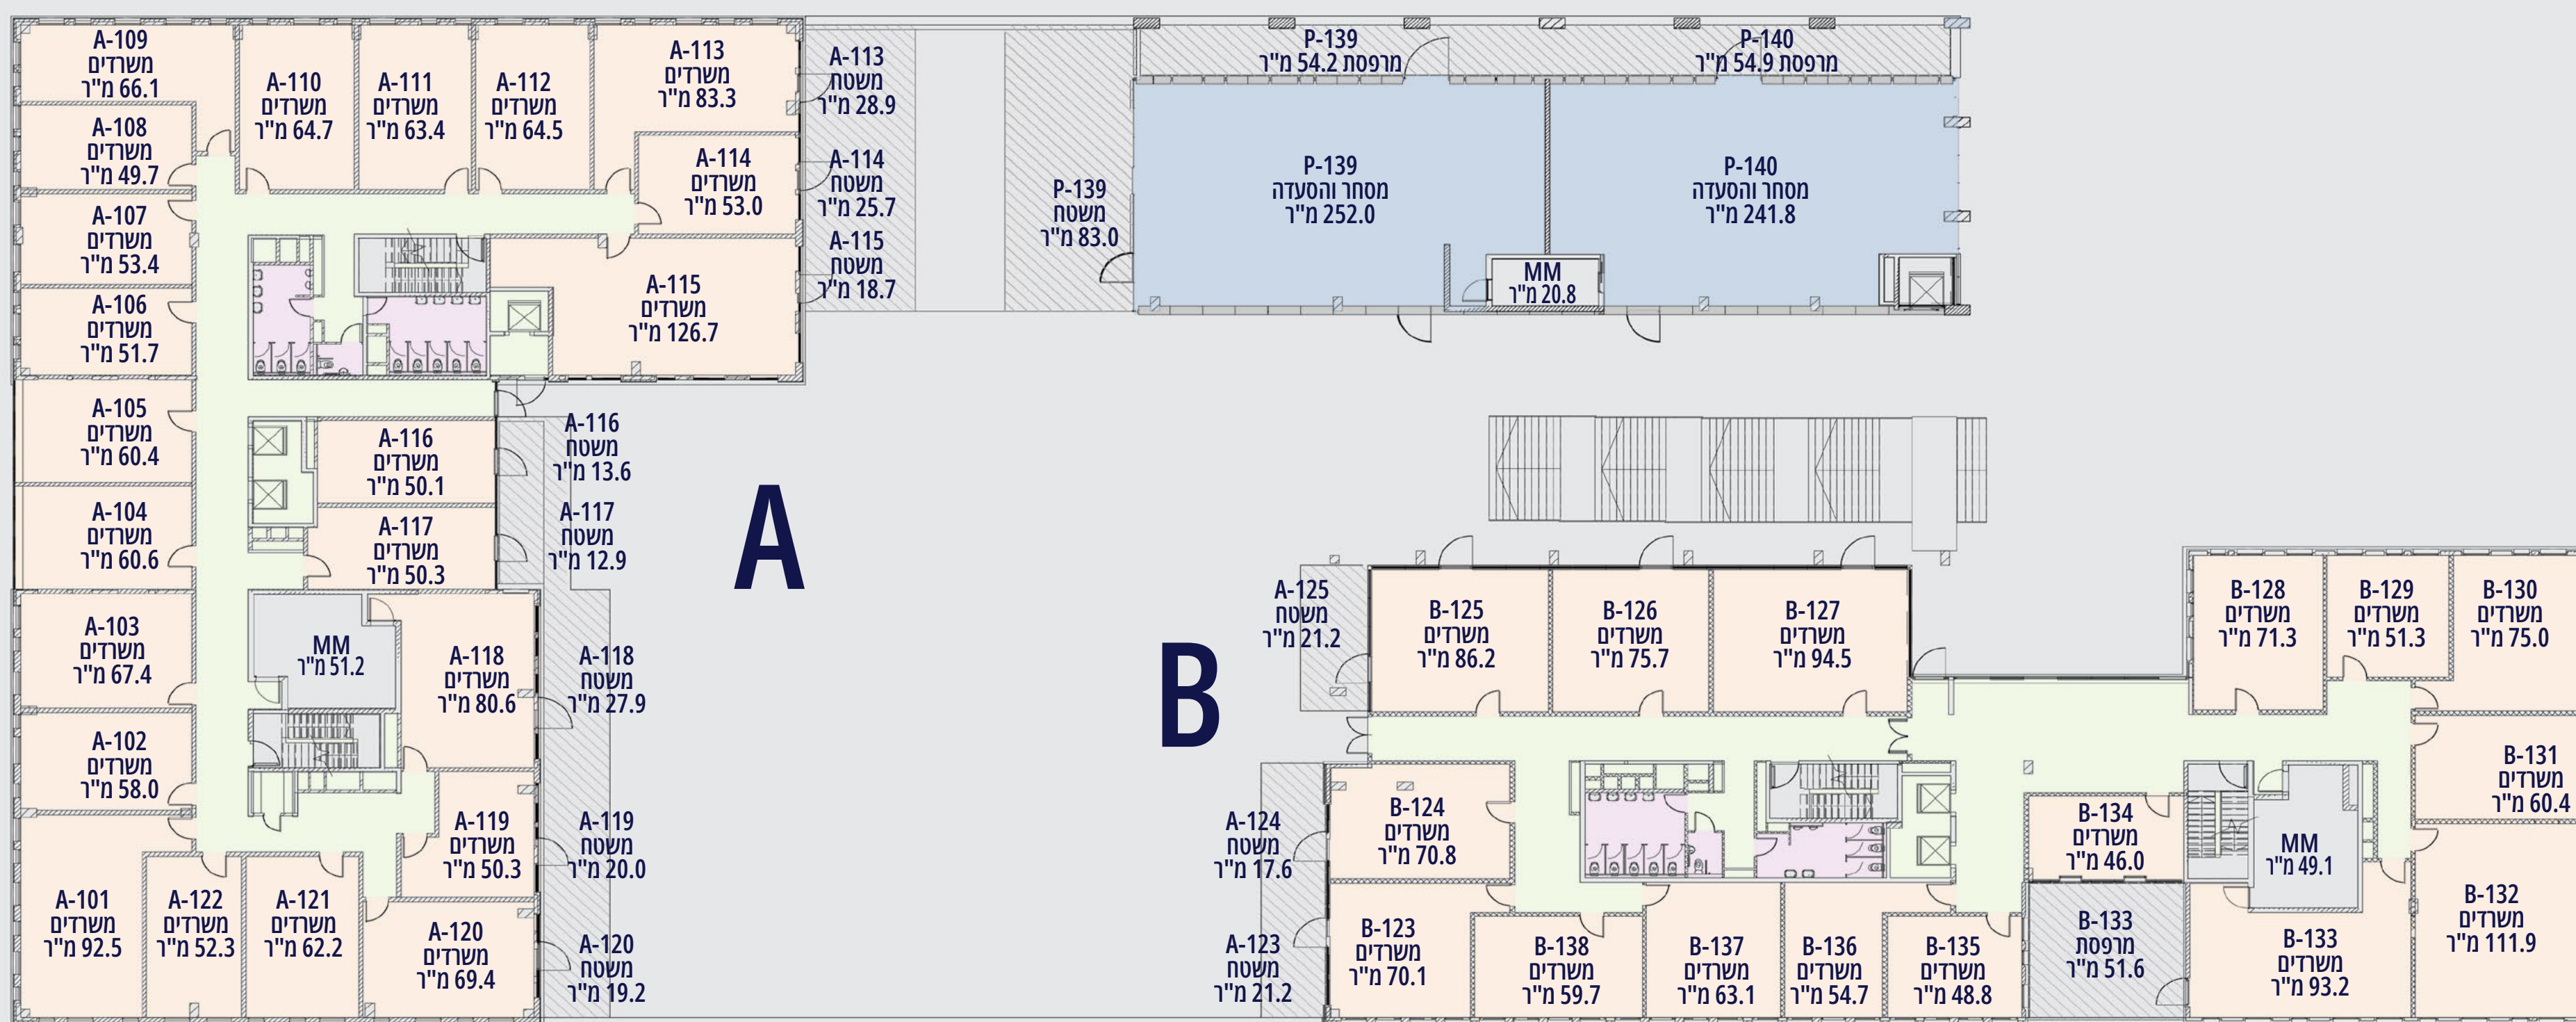 A-109
משרדים
66.1 מ"ר
A-110
משרדים
64.7 מ"ר
A-111
משרדים
63.4 מ"ר
A-112
משרדים
64.5 מ"ר
A-113
משרדים
83.3 מ"ר
A-113
משטח
28.9 מ"ר
P-139
מרפסת 54.2 מ"ר
P-140
מרפסת 54.9 מ"ר
A-108
משרדים
49.7 מ"ר
A-114
משרדים
53.0 מ"ר
A-114
משטח
25.7 מ"ר
P-139
משטח
83.0 מ"ר
P-139
מסחר והסעדה
252.0 מ"ר
P-140
מסחר והסעדה
241.8 מ"ר
A-107
משרדים
53.4 מ"ר
A-115
משטח
18.7 מ"ר
A-115
משרדים
126.7 מ"ר
MM
20.8 מ"ר
A-106
משרדים
51.7 מ"ר
A-105
משרדים
60.4 מ"ר
A-116
משרדים
50.1 מ"ר
A-116
משטח
13.6 מ"ר
A-104
משרדים
60.6 מ"ר
A-117
משרדים
50.3 מ"ר
A-117
משטח
12.9 מ"ר
A
A-103
משרדים
67.4 מ"ר
MM
51.2 מ"ר
A-118
משרדים
80.6 מ"ר
A-118
משטח
27.9 מ"ר
B
A-125
משטח
21.2 מ"ר
B-125
משרדים
86.2 מ"ר
B-126
משרדים
75.7 מ"ר
B-127
משרדים
94.5 מ"ר
B-128
משרדים
71.3 מ"ר
B-129
משרדים
51.3 מ"ר
B-130
משרדים
75.0 מ"ר
A-102
משרדים
58.0 מ"ר
A-119
משרדים
50.3 מ"ר
A-119
משטח
20.0 מ"ר
A-124
משטח
17.6 מ"ר
B-124
משרדים
70.8 מ"ר
B-134
משרדים
46.0 מ"ר
MM
49.1 מ"ר
B-131
משרדים
60.4 מ"ר
A-101
משרדים
92.5 מ"ר
A-122
משרדים
52.3 מ"ר
A-121
משרדים
62.2 מ"ר
A-120
משרדים
69.4 מ"ר
A-120
משטח
19.2 מ"ר
A-123
משטח
21.2 מ"ר
B-123
משרדים
70.1 מ"ר
B-138
משרדים
59.7 מ"ר
B-137
משרדים
63.1 מ"ר
B-136
משרדים
54.7 מ"ר
B-135
משרדים
48.8 מ"ר
B-133
מרפסת
51.6 מ"ר
B-133
משרדים
93.2 מ"ר
B-132
משרדים
111.9 מ"ר